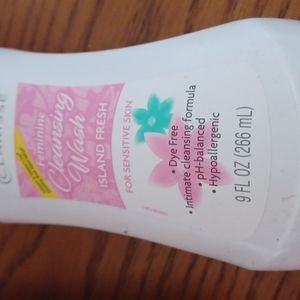 Feminine
Cleansing
Wash
ISLAND FRESH
FOR SENSITIVE SKIN
• Dye Free
• Intimate cleansing formula
• pH-balanced
• Hypoallergenic
9 FL OZ (266 mL)